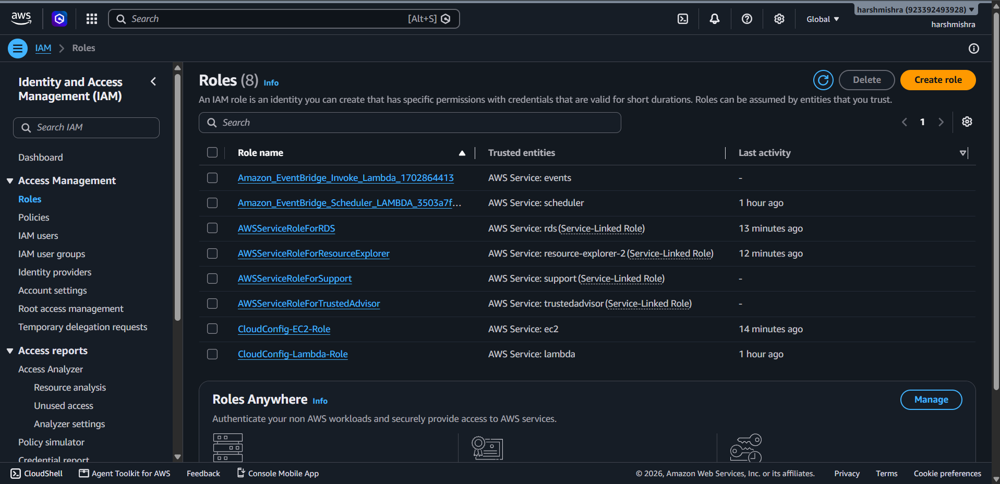 aws
Search [Alt+S]
Global
harshmishra (923392493928)
harshmishra
IAM > Roles
Identity and Access
Management (IAM)
Search IAM
Dashboard
Access Management
Roles
Policies
IAM users
IAM user groups
Identity providers
Account settings
Root access management
Temporary delegation requests
Access reports
Access Analyzer
Resource analysis
Unused access
Analyzer settings
Policy simulator
Credential report
Roles (8) Info
Delete
Create role
An IAM role is an identity you can create that has specific permissions with credentials that are valid for short durations. Roles can be assumed by entities that you trust.
Search
1
Role name Trusted entities Last activity
Amazon_EventBridge_Invoke_Lambda_1702864413 AWS Service: events -
Amazon_EventBridge_Scheduler_LAMBDA_3503a7f... AWS Service: scheduler 1 hour ago
AWSServiceRoleForRDS AWS Service: rds (Service-Linked Role) 13 minutes ago
AWSServiceRoleForResourceExplorer AWS Service: resource-explorer-2 (Service-Linked Role) 12 minutes ago
AWSServiceRoleForSupport AWS Service: support (Service-Linked Role) -
AWSServiceRoleForTrustedAdvisor AWS Service: trustedadvisor (Service-Linked Role) -
CloudConfig-EC2-Role AWS Service: ec2 14 minutes ago
CloudConfig-Lambda-Role AWS Service: lambda 1 hour ago
Roles Anywhere Info
Manage
Authenticate your non AWS workloads and securely provide access to AWS services.
CloudShell Agent Toolkit for AWS Feedback Console Mobile App © 2026, Amazon Web Services, Inc. or its affiliates. Privacy Terms Cookie preferences